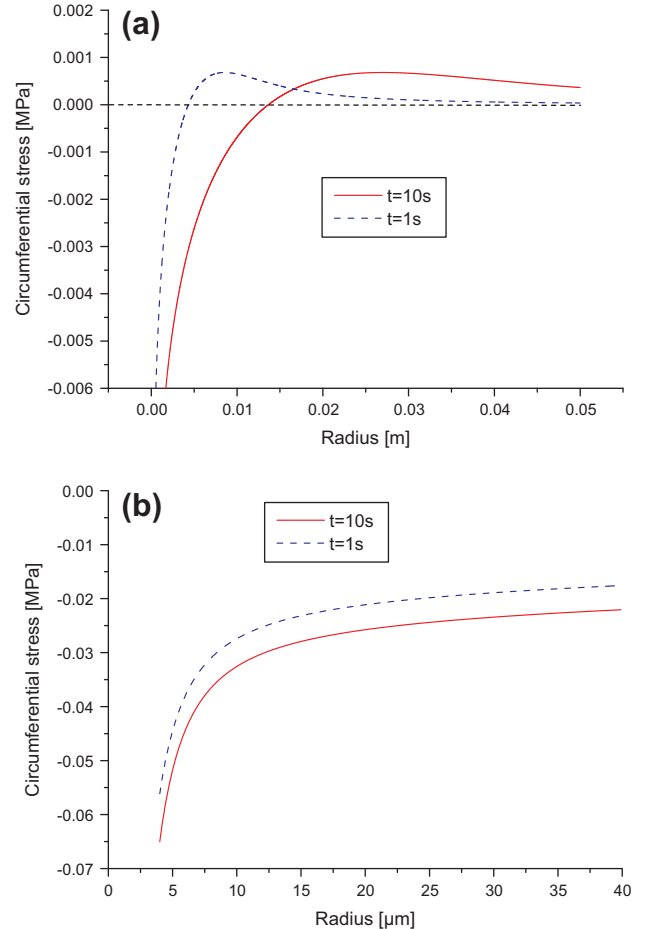 (a)
Circumferential stress [MPa]
0.002
0.001
0.000
-0.001
-0.002
-0.003
-0.004
-0.005
-0.006
t=10s
t=1s
0.00 0.01 0.02 0.03 0.04 0.05
Radius [m]
(b)
Circumferential stress [MPa]
0.00
-0.01
-0.02
-0.03
-0.04
-0.05
-0.06
-0.07
t=10s
t=1s
0 5 10 15 20 25 30 35 40
Radius [µm]